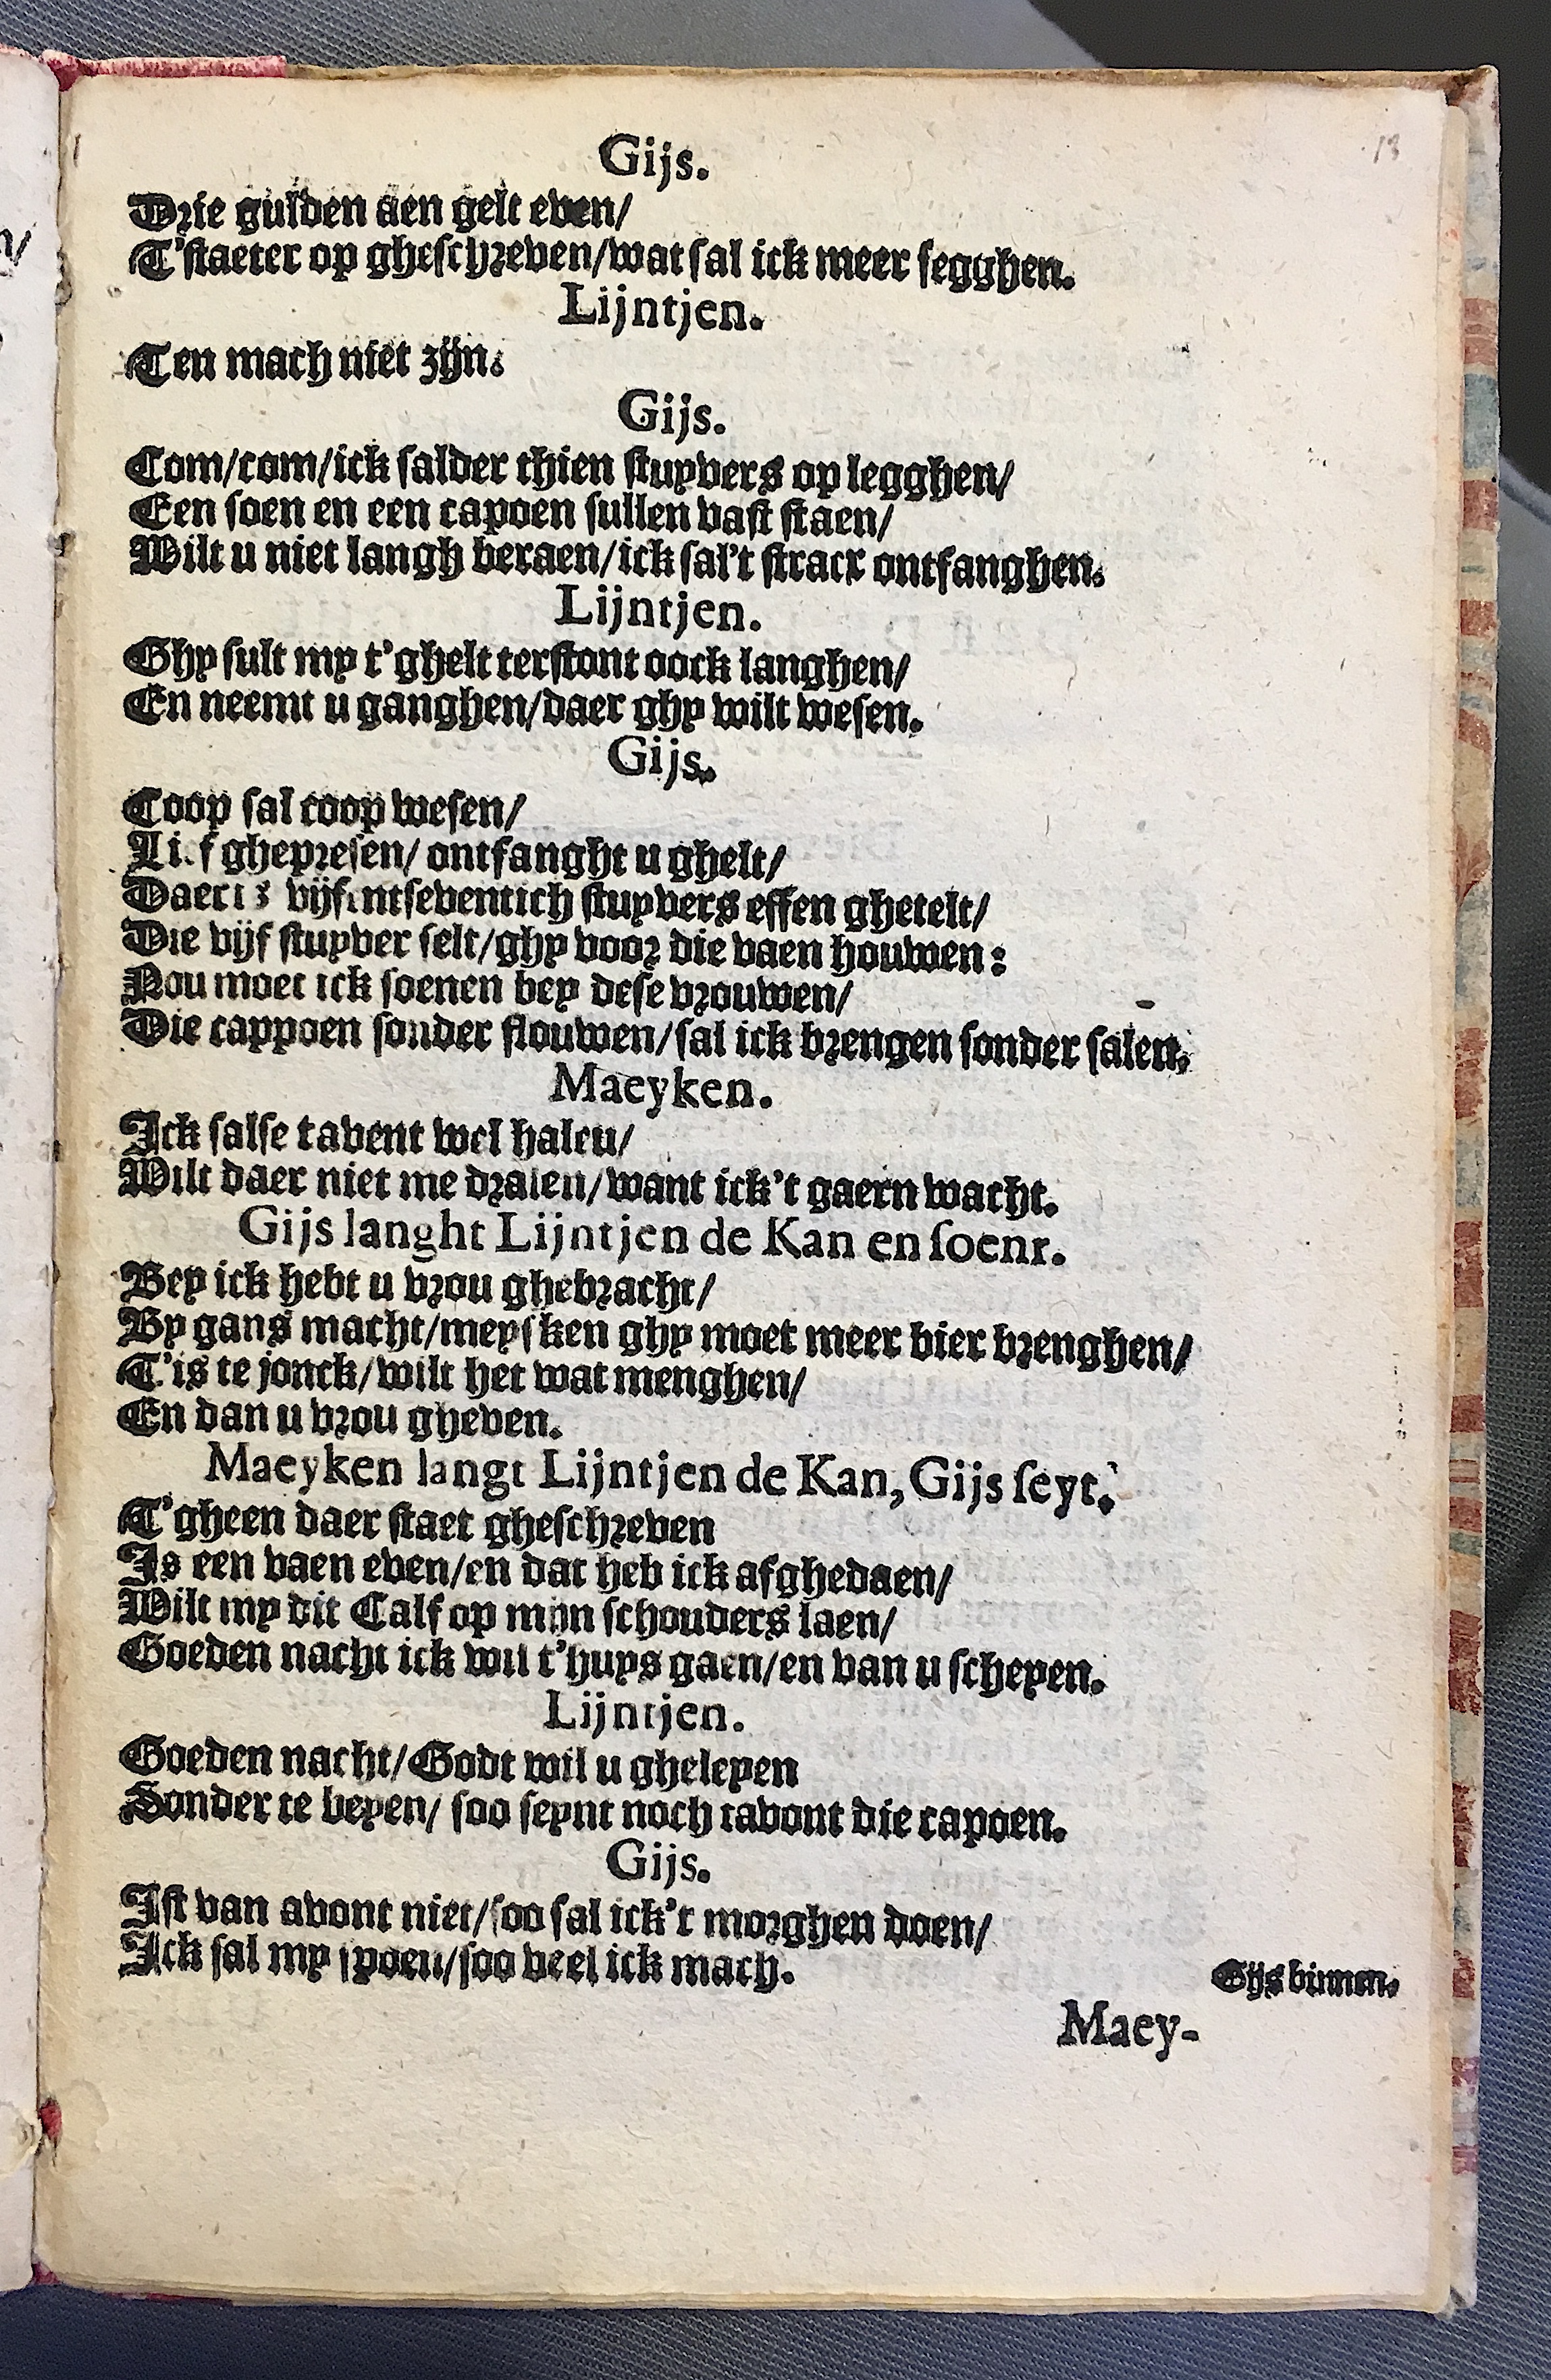 13
Gijs.
Drie gulden aen gelt even/
T'staeter op gheschreven/wat sal ick meer segghen.
Lijntjen.
Ten mach niet zijn.
Gijs.
Com/com/ick salder thien stuyvers op legghen/
Een soen en een capoen sullen vast staen/
Wilt u niet langh beraen/ick sal't stracx ontfanghen.
Lijntjen.
Ghy sult my t'ghelt terstont oock langhen/
En neemt u ganghen/daer ghy wilt wesen.
Gijs.
Coop sal coop wesen/
Lief ghepresen/ ontfanght u ghelt/
Daer is vijfentseventich stuyvers effen ghetelt/
Die vijf stuyver selt/ghy voor die vaen houwen:
Nou moet ick soenen bey dese vrouwen/
Die cappoen sonder flouwen/sal ick brengen sonder falen.
Maeyken.
Ick salse tavent wel halen/
Wilt daer niet me dralen/want ick't gaern wacht.
Gijs langht Lijntjen de Kan en soent.
Bey ick hebt u vrou ghebracht/
By gans macht/meysken ghy moet meer bier brenghen/
T'is te jonck/wilt het wat menghen/
En dan u vrou gheven.
Maeyken langt Lijntjen de Kan, Gijs seyt.
T'gheen daer staet gheschreven
Is een vaen even/en dat heb ick afghedaen/
Wilt my dit Calf op mijn schouders laen/
Goeden nacht ick wil t'huys gaen/en van u scheyen.
Lijntjen.
Goeden nacht/Godt wil u gheleyen
Sonder te beyen/ soo seynt noch tavont die capoen.
Gijs.
Ist van avont niet/soo sal ick't morghen doen/
Ick sal my spoen/soo veel ick mach.
Gijs binnen.
Maey-